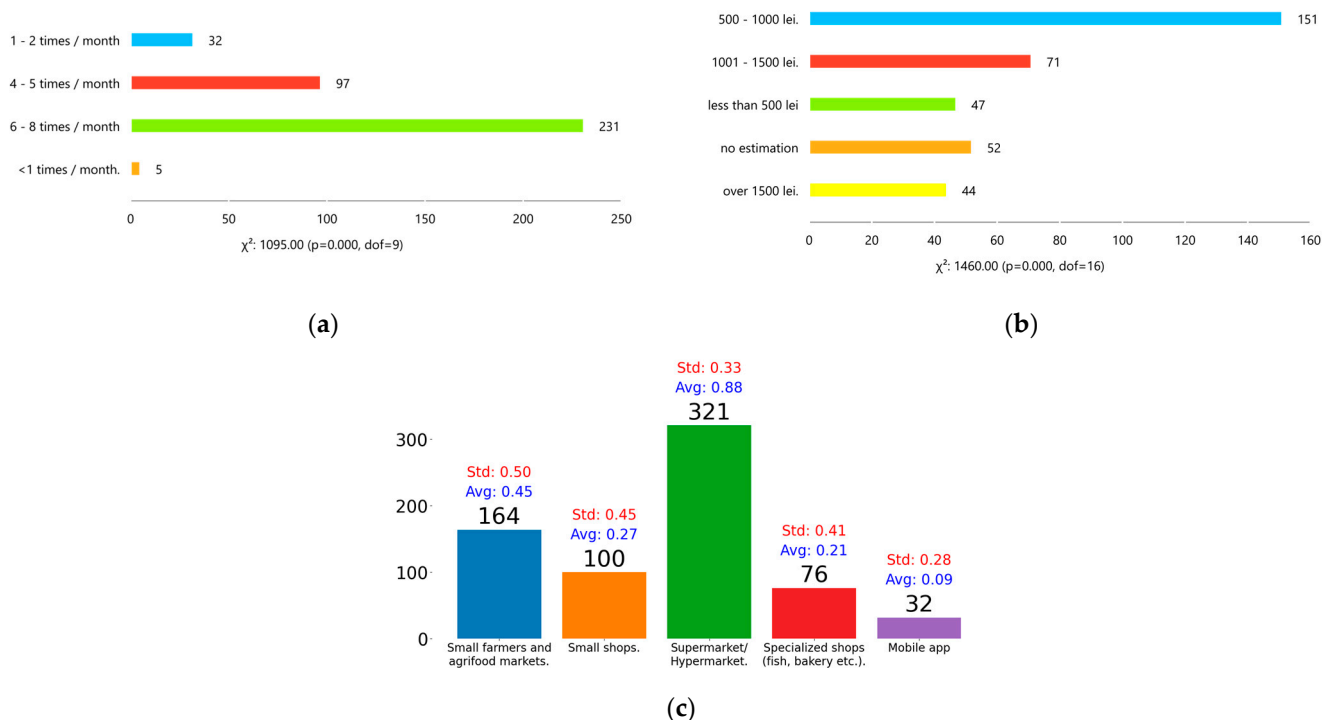 1 - 2 times / month 32
4 - 5 times / month 97
6 - 8 times / month 231
<1 times / month. 5
0 50 100 150 200 250
χ²: 1095.00 (p=0.000, dof=9)
(a)
500 - 1000 lei. 151
1001 - 1500 lei. 71
less than 500 lei 47
no estimation 52
over 1500 lei. 44
0 20 40 60 80 100 120 140 160
χ²: 1460.00 (p=0.000, dof=16)
(b)
300
200
100
0
Std: 0.50
Avg: 0.45
164
Small farmers and
agrifood markets.
Std: 0.45
Avg: 0.27
100
Small shops.
Std: 0.33
Avg: 0.88
321
Supermarket/
Hypermarket.
Std: 0.41
Avg: 0.21
76
Specialized shops
(fish, bakery etc.).
Std: 0.28
Avg: 0.09
32
Mobile app
(c)